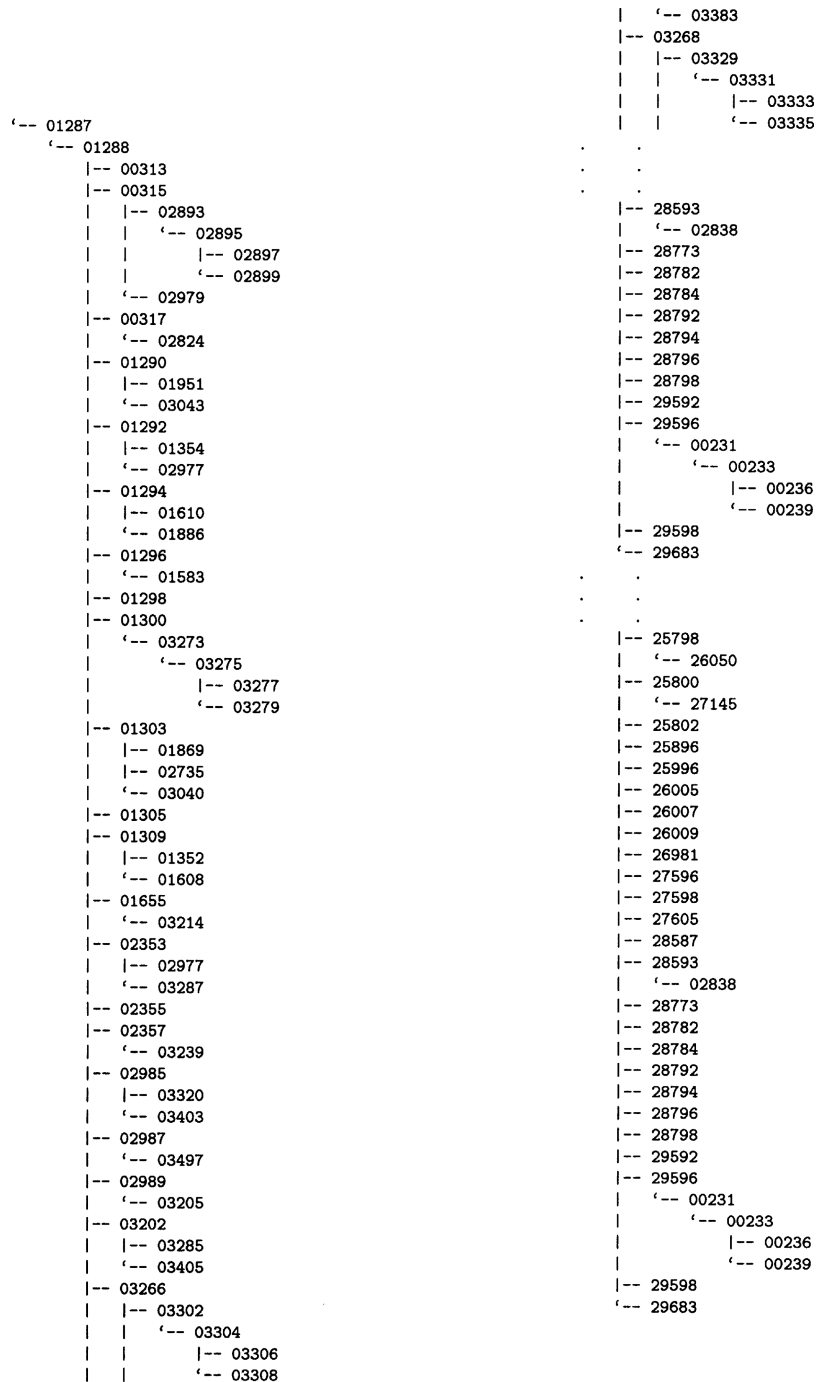 ‘-- 01287
    ‘-- 01288
        |-- 00313
        |-- 00315
        |   |-- 02893
        |   |   ‘-- 02895
        |   |       |-- 02897
        |   |       ‘-- 02899
        |   ‘-- 02979
        |-- 00317
        |   ‘-- 02824
        |-- 01290
        |   |-- 01951
        |   ‘-- 03043
        |-- 01292
        |   |-- 01354
        |   ‘-- 02977
        |-- 01294
        |   |-- 01610
        |   ‘-- 01886
        |-- 01296
        |   ‘-- 01583
        |-- 01298
        |-- 01300
        |   ‘-- 03273
        |       ‘-- 03275
        |           |-- 03277
        |           ‘-- 03279
        |-- 01303
        |   |-- 01869
        |   |-- 02735
        |   ‘-- 03040
        |-- 01305
        |-- 01309
        |   |-- 01352
        |   ‘-- 01608
        |-- 01655
        |   ‘-- 03214
        |-- 02353
        |   |-- 02977
        |   ‘-- 03287
        |-- 02355
        |-- 02357
        |   ‘-- 03239
        |-- 02985
        |   |-- 03320
        |   ‘-- 03403
        |-- 02987
        |   ‘-- 03497
        |-- 02989
        |   ‘-- 03205
        |-- 03202
        |   |-- 03285
        |   ‘-- 03405
        |-- 03266
        |   |-- 03302
        |   |   ‘-- 03304
        |   |       |-- 03306
        |   |       ‘-- 03308
        |   ‘-- 03383
        |-- 03268
        |   |-- 03329
        |   |   ‘-- 03331
        |   |       |-- 03333
        |   |       ‘-- 03335
    .     .
    .     .
    .     .
        |-- 28593
        |   ‘-- 02838
        |-- 28773
        |-- 28782
        |-- 28784
        |-- 28792
        |-- 28794
        |-- 28796
        |-- 28798
        |-- 29592
        |-- 29596
        |   ‘-- 00231
        |       ‘-- 00233
        |           |-- 00236
        |           ‘-- 00239
        |-- 29598
        ‘-- 29683
    .     .
    .     .
    .     .
        |-- 25798
        |   ‘-- 26050
        |-- 25800
        |   ‘-- 27145
        |-- 25802
        |-- 25896
        |-- 25996
        |-- 26005
        |-- 26007
        |-- 26009
        |-- 26981
        |-- 27596
        |-- 27598
        |-- 27605
        |-- 28587
        |-- 28593
        |   ‘-- 02838
        |-- 28773
        |-- 28782
        |-- 28784
        |-- 28792
        |-- 28794
        |-- 28796
        |-- 28798
        |-- 29592
        |-- 29596
        |   ‘-- 00231
        |       ‘-- 00233
        |           |-- 00236
        |           ‘-- 00239
        |-- 29598
        ‘-- 29683